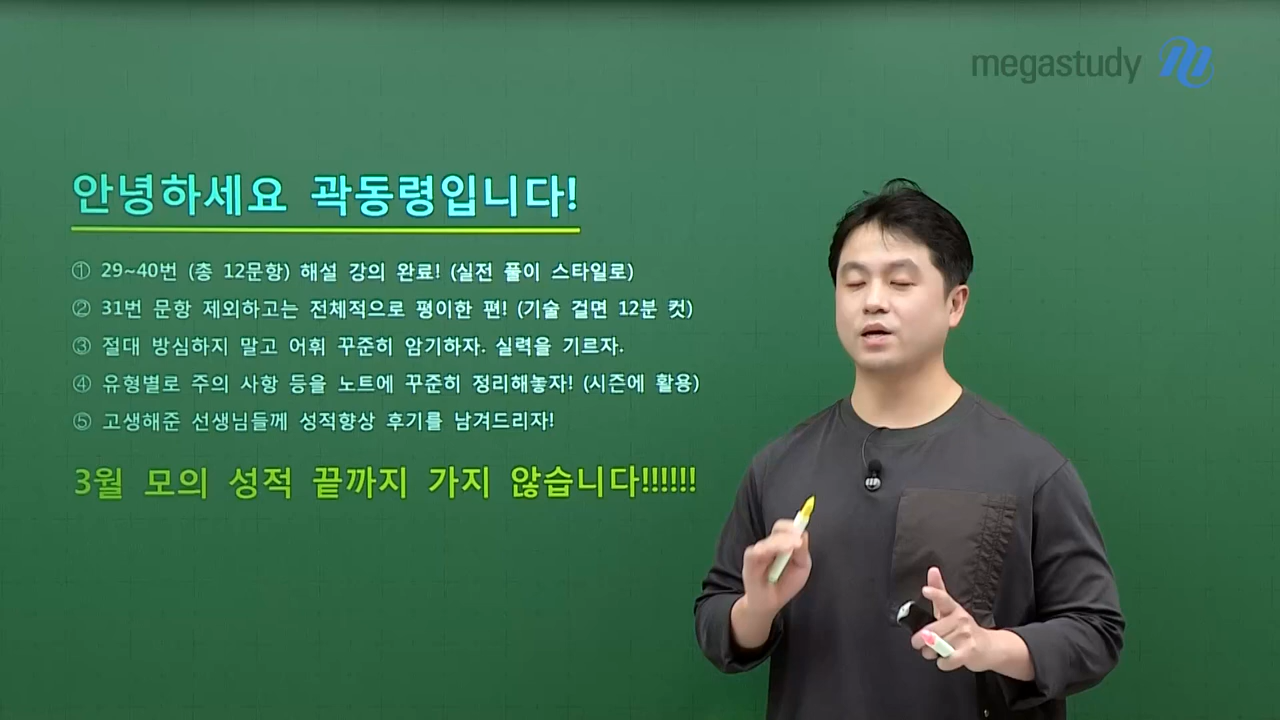 megastudy
안녕하세요 곽동령입니다!
① 29~40번 (총 12문항) 해설 강의 완료! (실전 풀이 스타일로)
② 31번 문항 제외하고는 전체적으로 평이한 편! (기술 걸면 12분 컷)
③ 절대 방심하지 말고 어휘 꾸준히 암기하자. 실력을 기르자.
④ 유형별로 주의 사항 등을 노트에 꾸준히 정리해놓자! (시즌에 활용)
⑤ 고생해준 선생님들께 성적향상 후기를 남겨드리자!
3월 모의 성적 끝까지 가지 않습니다!!!!!!